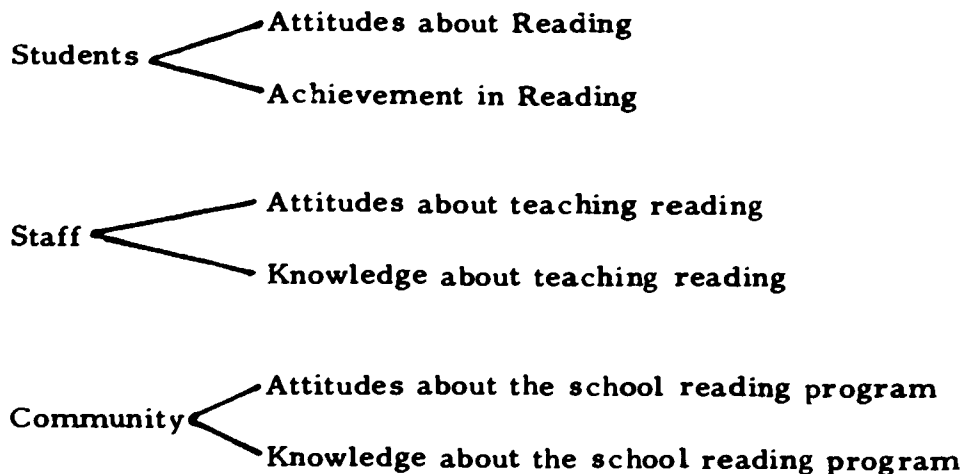 Attitudes about Reading
Students
Achievement in Reading
Attitudes about teaching reading
Staff
Knowledge about teaching reading
Attitudes about the school reading program
Community
Knowledge about the school reading program